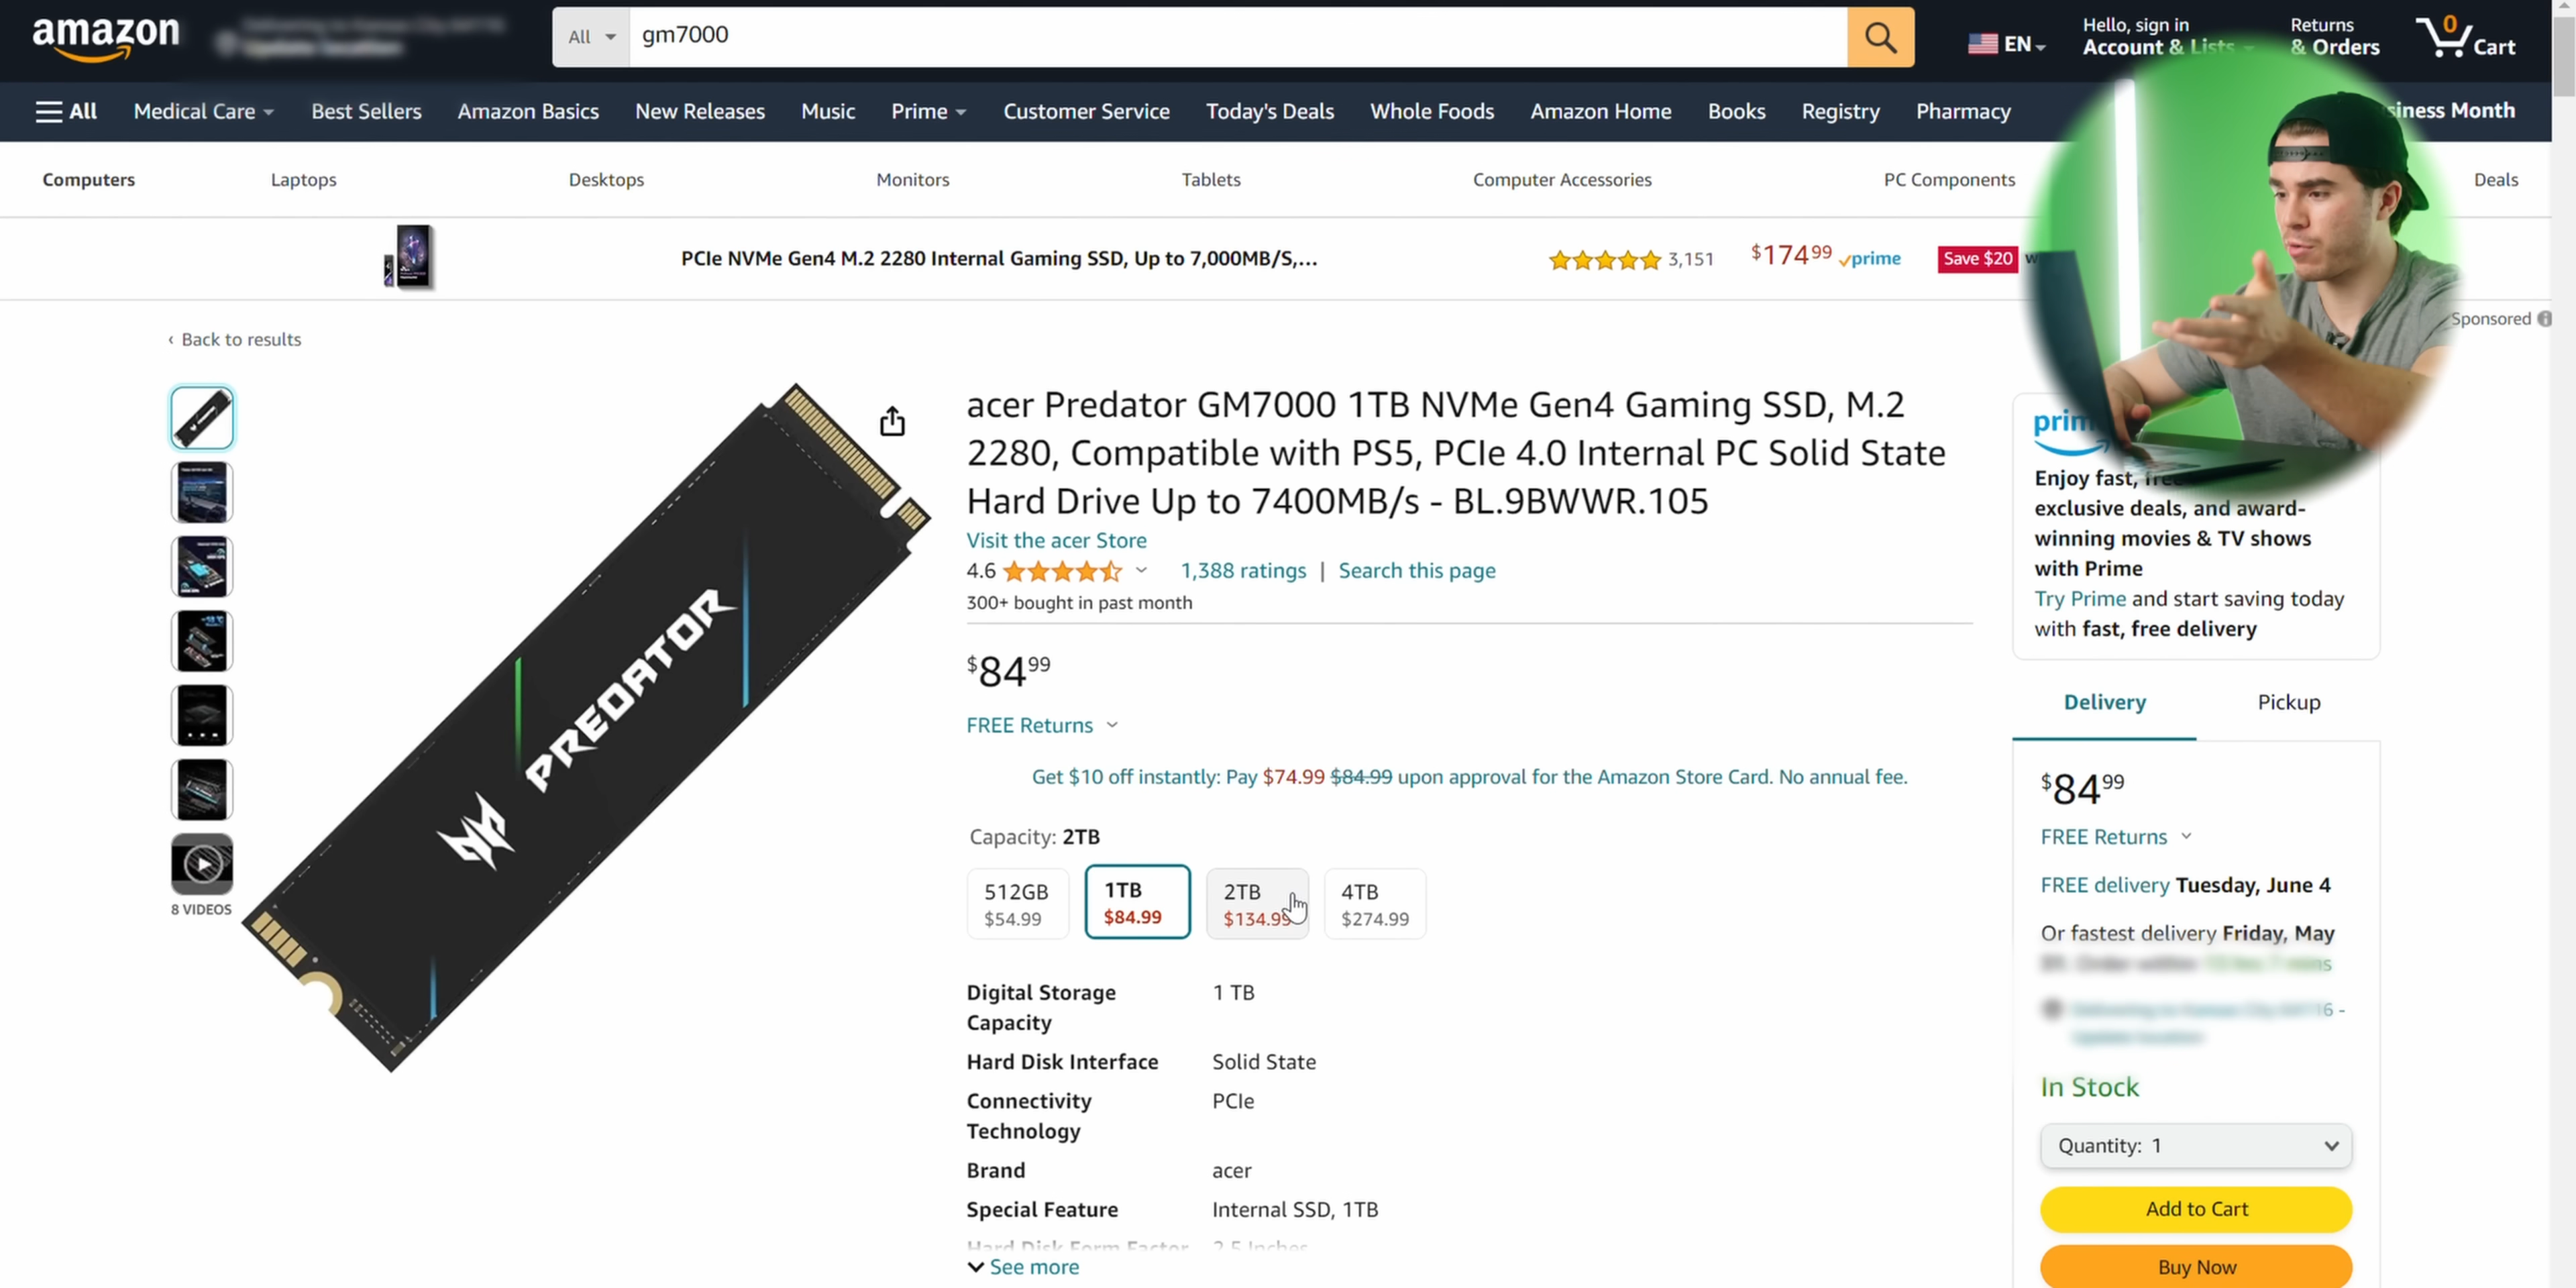 amazon
All
gm7000
EN
Hello, sign in
Account & Lists
Returns
& Orders
0
Cart
All
Medical Care
Best Sellers
Amazon Basics
New Releases
Music
Prime
Customer Service
Today's Deals
Whole Foods
Amazon Home
Books
Registry
Pharmacy
siness Month
Computers
Laptops
Desktops
Monitors
Tablets
Computer Accessories
PC Components
Deals
PCIe NVMe Gen4 M.2 2280 Internal Gaming SSD, Up to 7,000MB/S,...
3,151
$174 99
prime
Save $20
Sponsored
‹ Back to results
8 VIDEOS
PREDATOR
acer Predator GM7000 1TB NVMe Gen4 Gaming SSD, M.2
2280, Compatible with PS5, PCIe 4.0 Internal PC Solid State
Hard Drive Up to 7400MB/s - BL.9BWWR.105
Visit the acer Store
4.6
1,388 ratings | Search this page
300+ bought in past month
$84 99
FREE Returns
Get $10 off instantly: Pay $74.99 $84.99 upon approval for the Amazon Store Card. No annual fee.
Capacity: 2TB
512GB
$54.99
1TB
$84.99
2TB
$134.99
4TB
$274.99
Digital Storage
Capacity
1 TB
Hard Disk Interface
Solid State
Connectivity
Technology
PCIe
Brand
acer
Special Feature
Internal SSD, 1TB
Hard Disk Form Factor
2.5 Inches
See more
prim
Enjoy fast, free
exclusive deals, and award-
winning movies & TV shows
with Prime
Try Prime and start saving today
with fast, free delivery
Delivery
Pickup
$84 99
FREE Returns
FREE delivery Tuesday, June 4
Or fastest delivery Friday, May
In Stock
Quantity: 1
Add to Cart
Buy Now